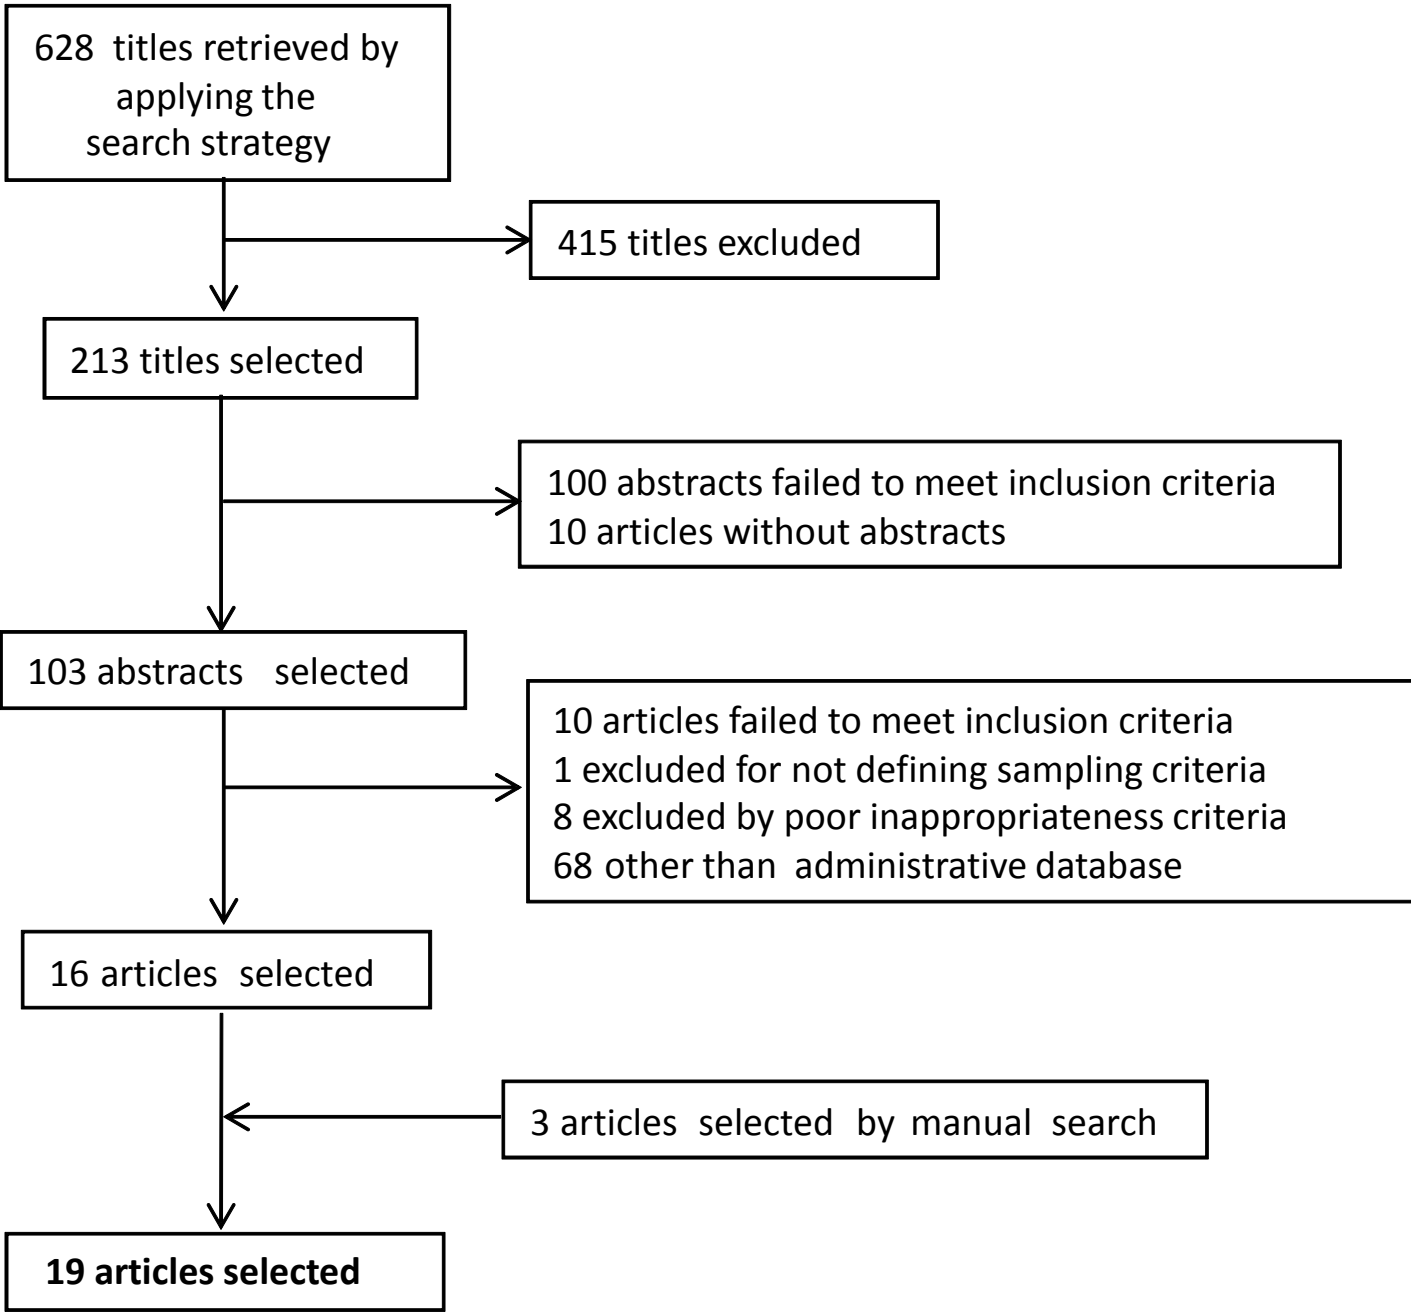 628 titles retrieved by
applying the
search strategy
415 titles excluded
213 titles selected
100 abstracts failed to meet inclusion criteria
10 articles without abstracts
103 abstracts selected
10 articles failed to meet inclusion criteria
1 excluded for not defining sampling criteria
8 excluded by poor inappropriateness criteria
68 other than administrative database
16 articles selected
3 articles selected by manual search
19 articles selected